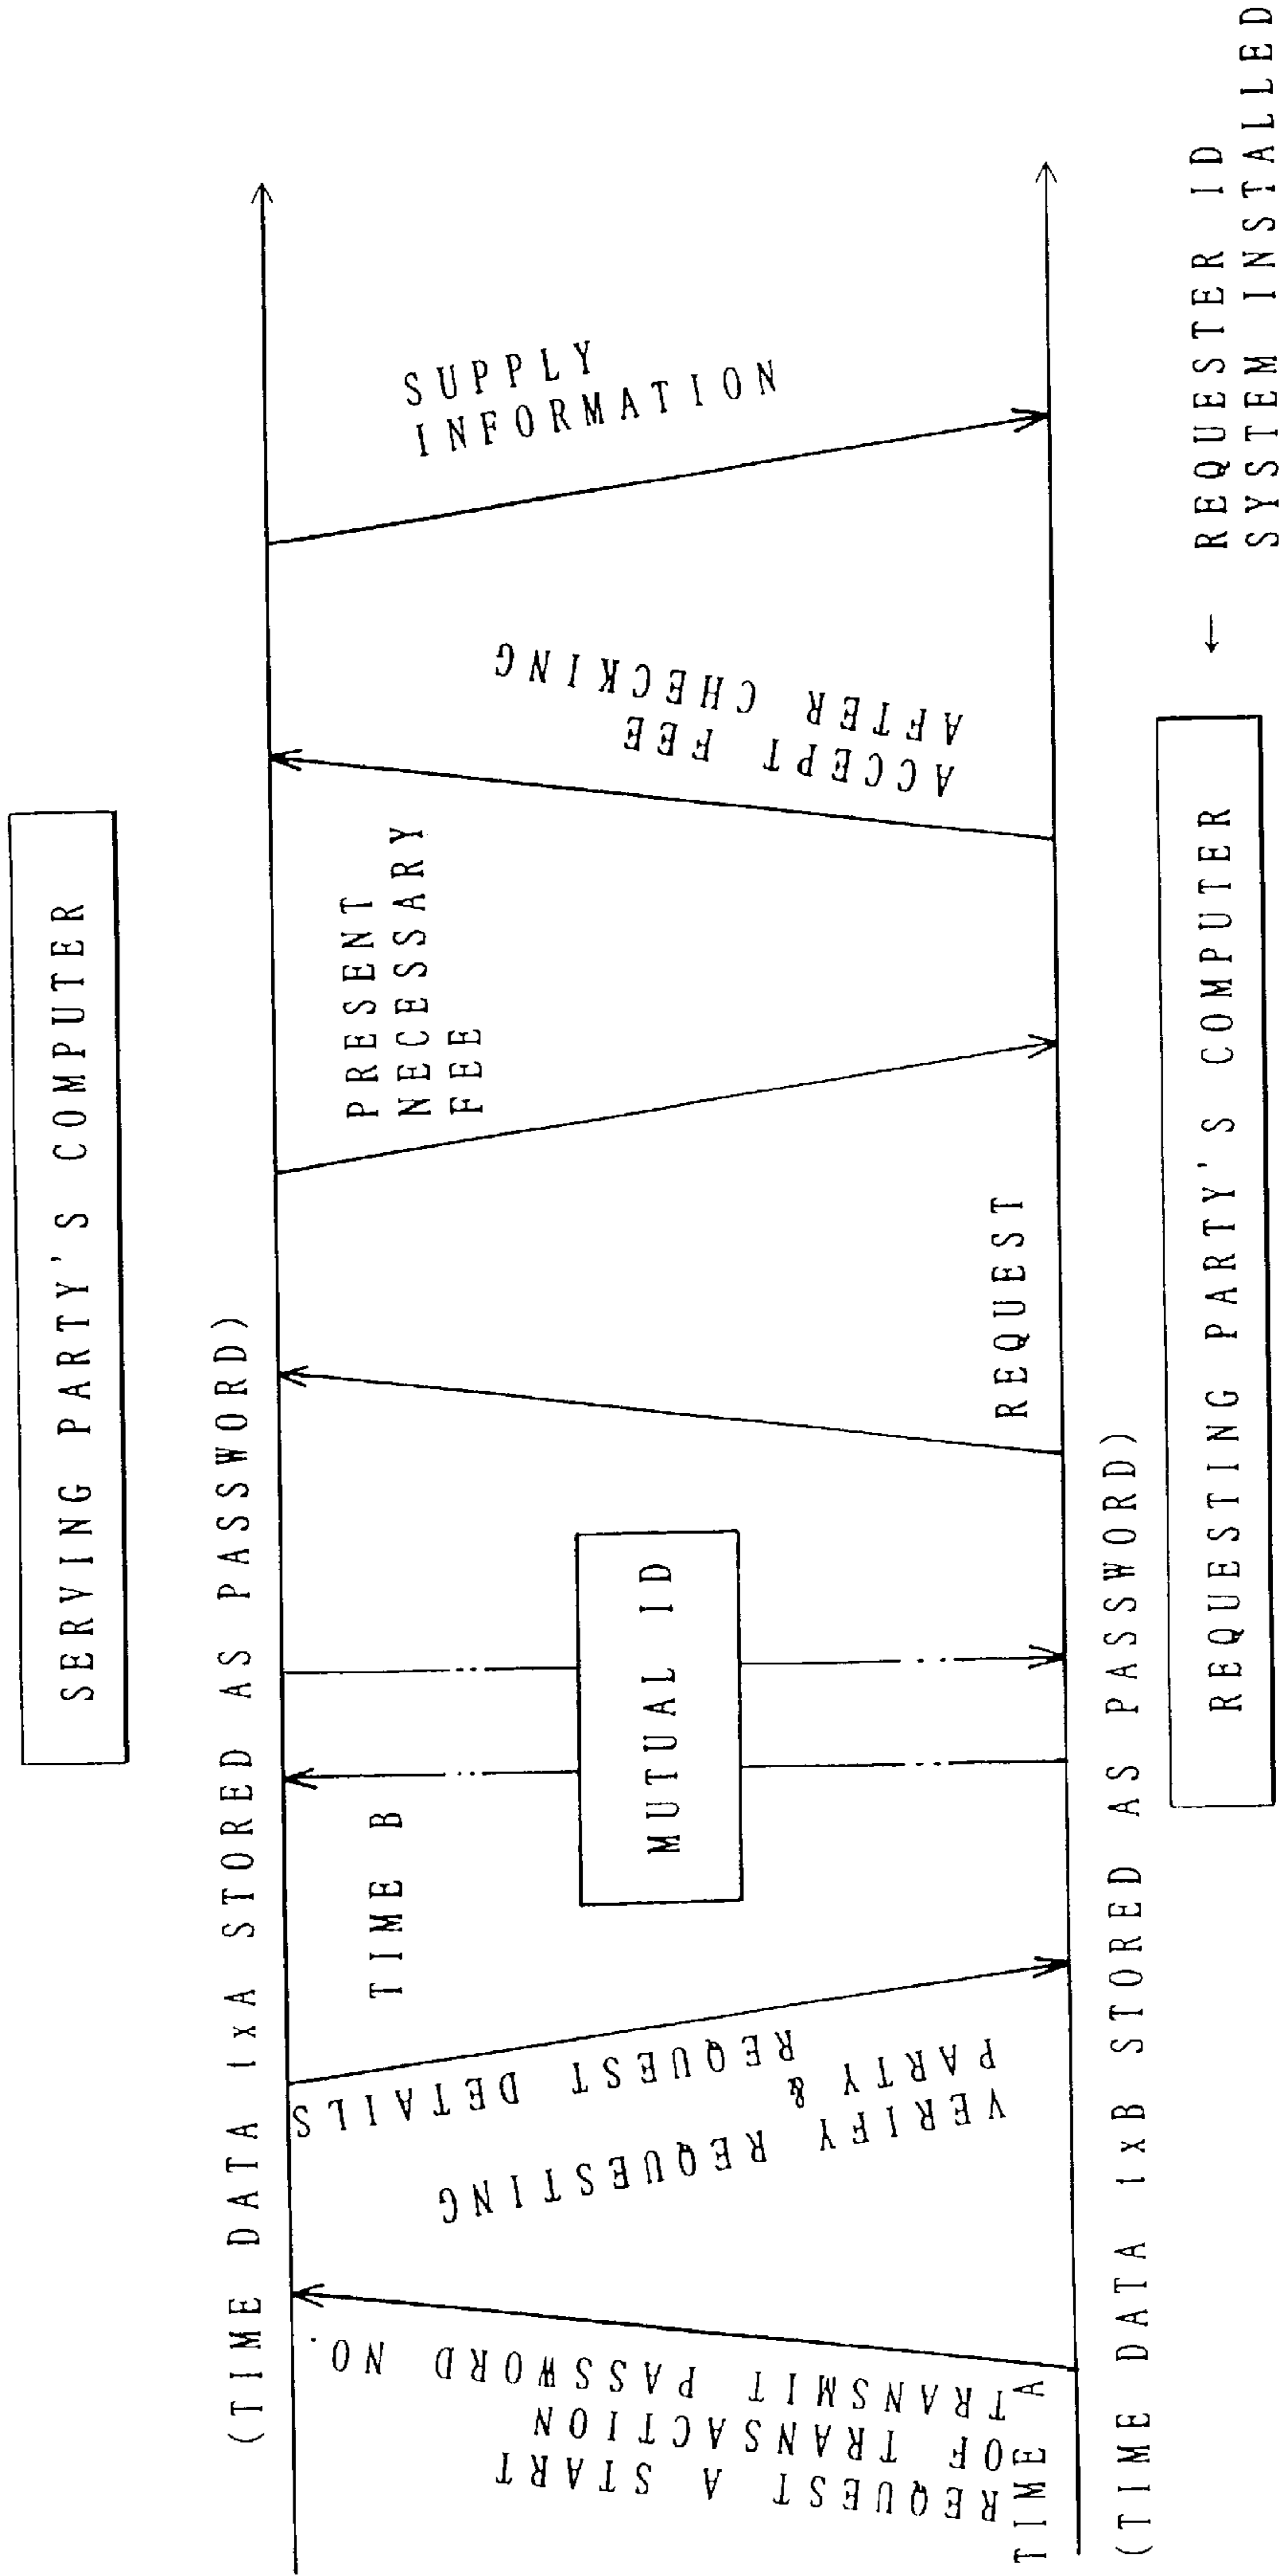 SERVING PARTY'S COMPUTER
(TIME DATA txA STORED AS PASSWORD)
REQUEST A START
OF TRANSACTION
TRANSMIT PASSWORD NO.
TIME A
VERIFY REQUESTING
PARTY &
REQUEST DETAILS
TIME B
MUTUAL ID
REQUEST
PRESENT
NECESSARY
FEE
ACCEPT FEE
AFTER CHECKING
SUPPLY
INFORMATION
(TIME DATA txB STORED AS PASSWORD)
REQUESTING PARTY'S COMPUTER
← REQUESTER ID
SYSTEM INSTALLED